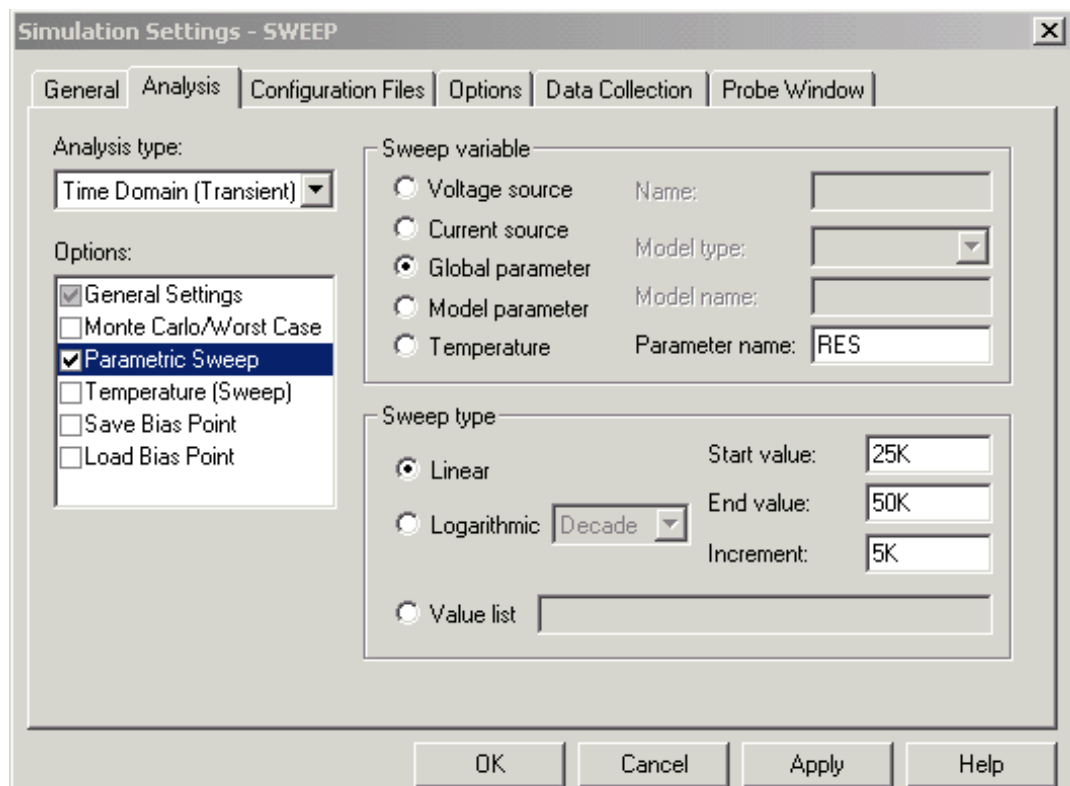 Simulation Settings - SWEEP
General Analysis Configuration Files Options Data Collection Probe Window
Analysis type:
Time Domain (Transient)
Options:
General Settings
Monte Carlo/Worst Case
Parametric Sweep
Temperature (Sweep)
Save Bias Point
Load Bias Point
Sweep variable
Voltage source
Current source
Global parameter
Model parameter
Temperature
Name:
Model type:
Model name:
Parameter name: RES
Sweep type
Linear
Logarithmic Decade
Value list
Start value: 25K
End value: 50K
Increment: 5K
OK Cancel Apply Help